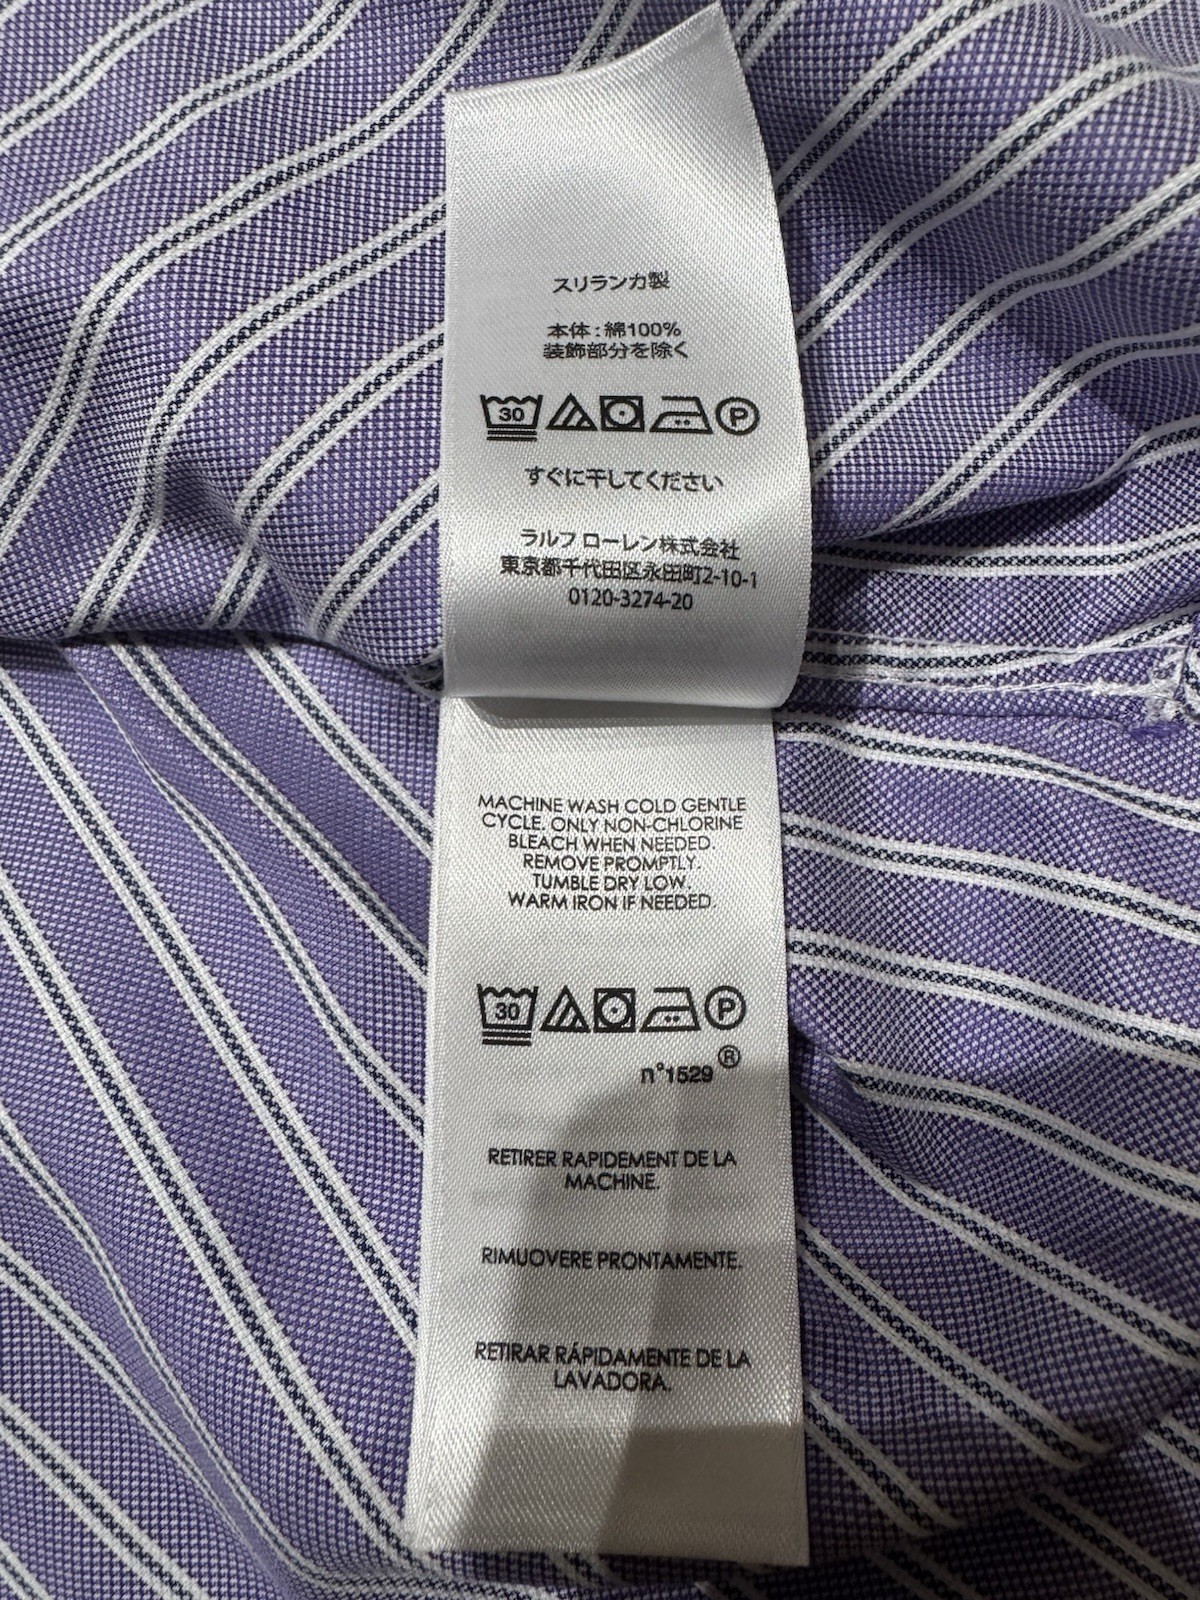 スリランカ製
本体:綿100%
装飾部分を除く
30 P
すぐに干してください
ラルフ ローレン株式会社
東京都千代田区永田町2-10-1
0120-3274-20
MACHINE WASH COLD GENTLE
CYCLE. ONLY NON-CHLORINE
BLEACH WHEN NEEDED.
REMOVE PROMPTLY.
TUMBLE DRY LOW.
WARM IRON IF NEEDED.
30 P
n°1529 ®
RETIRER RAPIDEMENT DE LA
MACHINE.
RIMUOVERE PRONTAMENTE.
RETIRAR RÁPIDAMENTE DE LA
LAVADORA.